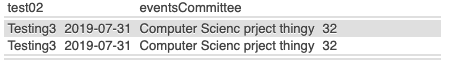 test02 eventsCommittee
Testing3 2019-07-31 Computer Scienc prject thingy 32
Testing3 2019-07-31 Computer Scienc prject thingy 32